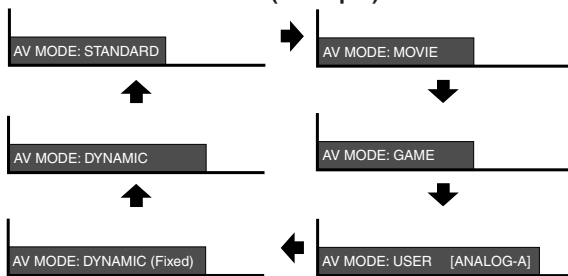 AV MODE: STANDARD
AV MODE: MOVIE
AV MODE: DYNAMIC
AV MODE: GAME
AV MODE: DYNAMIC (Fixed)
AV MODE: USER [ANALOG-A]